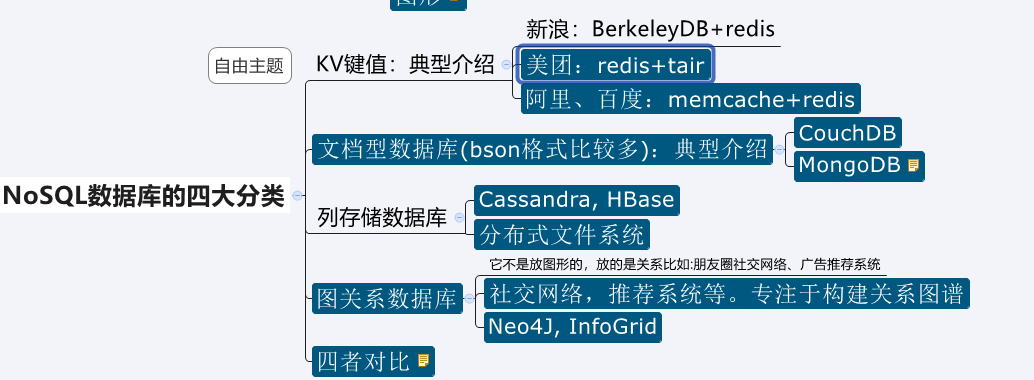 图形
新浪：BerkeleyDB+redis
自由主题
KV键值：典型介绍
美团：redis+tair
阿里、百度：memcache+redis
文档型数据库(bson格式比较多)：典型介绍
CouchDB
MongoDB
NoSQL数据库的四大分类
列存储数据库
Cassandra, HBase
分布式文件系统
它不是放图形的，放的是关系比如:朋友圈社交网络、广告推荐系统
图关系数据库
社交网络，推荐系统等。专注于构建关系图谱
Neo4J, InfoGrid
四者对比